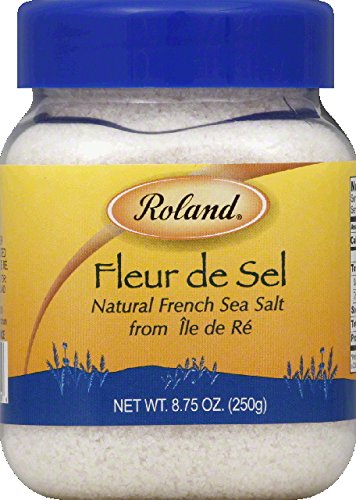 Roland®
Fleur de Sel
Natural French Sea Salt
from Île de Ré
NET WT. 8.75 OZ. (250g)